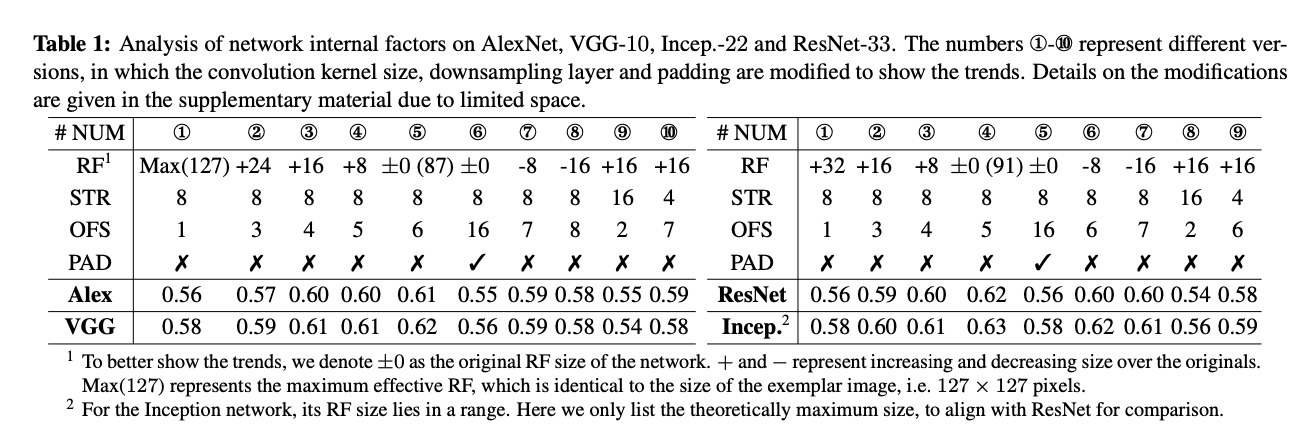 Table 1: Analysis of network internal factors on AlexNet, VGG-10, Incep.-22 and ResNet-33. The numbers ①-⑩ represent different ver-
sions, in which the convolution kernel size, downsampling layer and padding are modified to show the trends. Details on the modifications
are given in the supplementary material due to limited space.
# NUM ① ② ③ ④ ⑤ ⑥ ⑦ ⑧ ⑨ ⑩ # NUM ① ② ③ ④ ⑤ ⑥ ⑦ ⑧ ⑨
RF¹ Max(127) +24 +16 +8 ±0 (87) ±0 -8 -16 +16 +16 RF +32 +16 +8 ±0 (91) ±0 -8 -16 +16 +16
STR 8 8 8 8 8 8 8 8 16 4 STR 8 8 8 8 8 8 8 16 4
OFS 1 3 4 5 6 16 7 8 2 7 OFS 1 3 4 5 16 6 7 2 6
PAD ✗ ✗ ✗ ✗ ✗ ✓ ✗ ✗ ✗ ✗ PAD ✗ ✗ ✗ ✗ ✓ ✗ ✗ ✗ ✗
Alex 0.56 0.57 0.60 0.60 0.61 0.55 0.59 0.58 0.55 0.59 ResNet 0.56 0.59 0.60 0.62 0.56 0.60 0.60 0.54 0.58
VGG 0.58 0.59 0.61 0.61 0.62 0.56 0.59 0.58 0.54 0.58 Incep.² 0.58 0.60 0.61 0.63 0.58 0.62 0.61 0.56 0.59
¹ To better show the trends, we denote ±0 as the original RF size of the network. + and − represent increasing and decreasing size over the originals.
Max(127) represents the maximum effective RF, which is identical to the size of the exemplar image, i.e. 127 × 127 pixels.
² For the Inception network, its RF size lies in a range. Here we only list the theoretically maximum size, to align with ResNet for comparison.